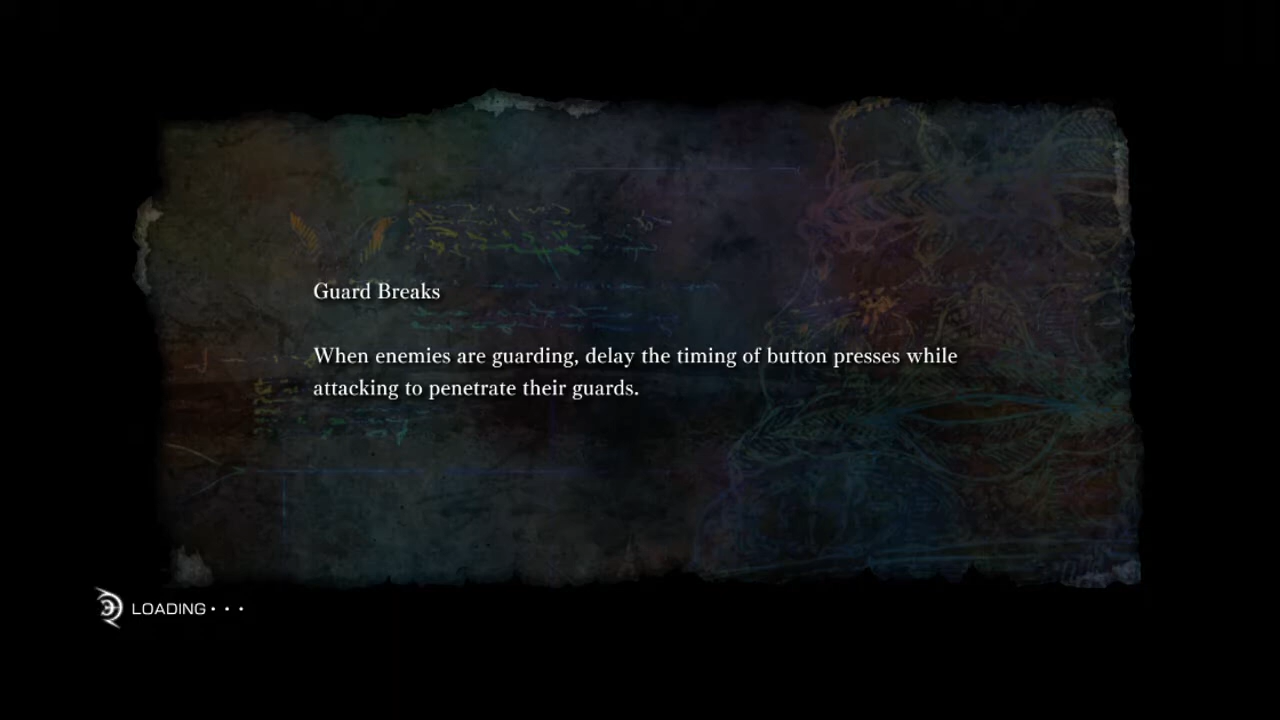 Guard Breaks
When enemies are guarding, delay the timing of button presses while
attacking to penetrate their guards.
LOADING · · ·